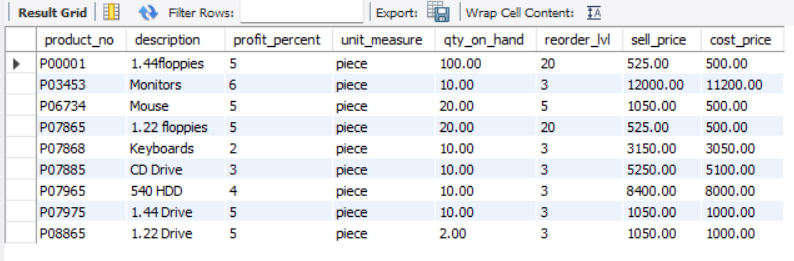 Result Grid Filter Rows: Export: Wrap Cell Content: IA
product_no description profit_percent unit_measure qty_on_hand reorder_lvl sell_price cost_price
P00001 1.44floppies 5 piece 100.00 20 525.00 500.00
P03453 Monitors 6 piece 10.00 3 12000.00 11200.00
P06734 Mouse 5 piece 20.00 5 1050.00 500.00
P07865 1.22 floppies 5 piece 20.00 20 525.00 500.00
P07868 Keyboards 2 piece 10.00 3 3150.00 3050.00
P07885 CD Drive 3 piece 10.00 3 5250.00 5100.00
P07965 540 HDD 4 piece 10.00 3 8400.00 8000.00
P07975 1.44 Drive 5 piece 10.00 3 1050.00 1000.00
P08865 1.22 Drive 5 piece 2.00 3 1050.00 1000.00